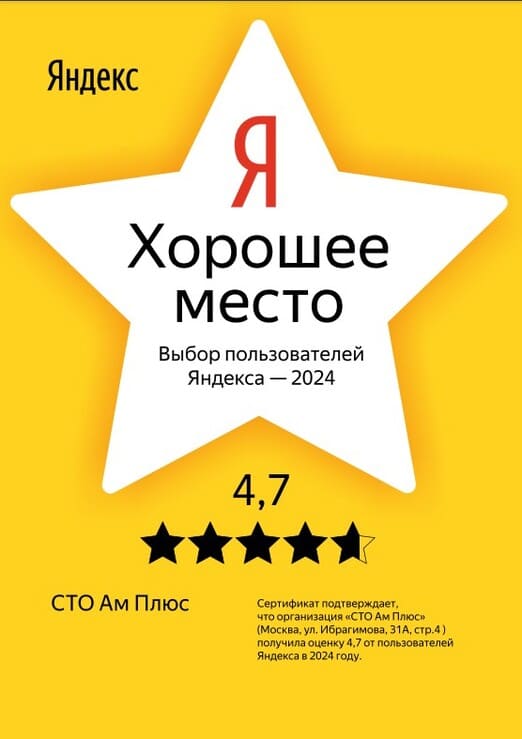 Яндекс
Я
Хорошее
место
Выбор пользователей
Яндекса — 2024
4,7
СТО Ам Плюс
Сертификат подтверждает,
что организация «СТО Ам Плюс»
(Москва, ул. Ибрагимова, 31А, стр.4 )
получила оценку 4,7 от пользователей
Яндекса в 2024 году.